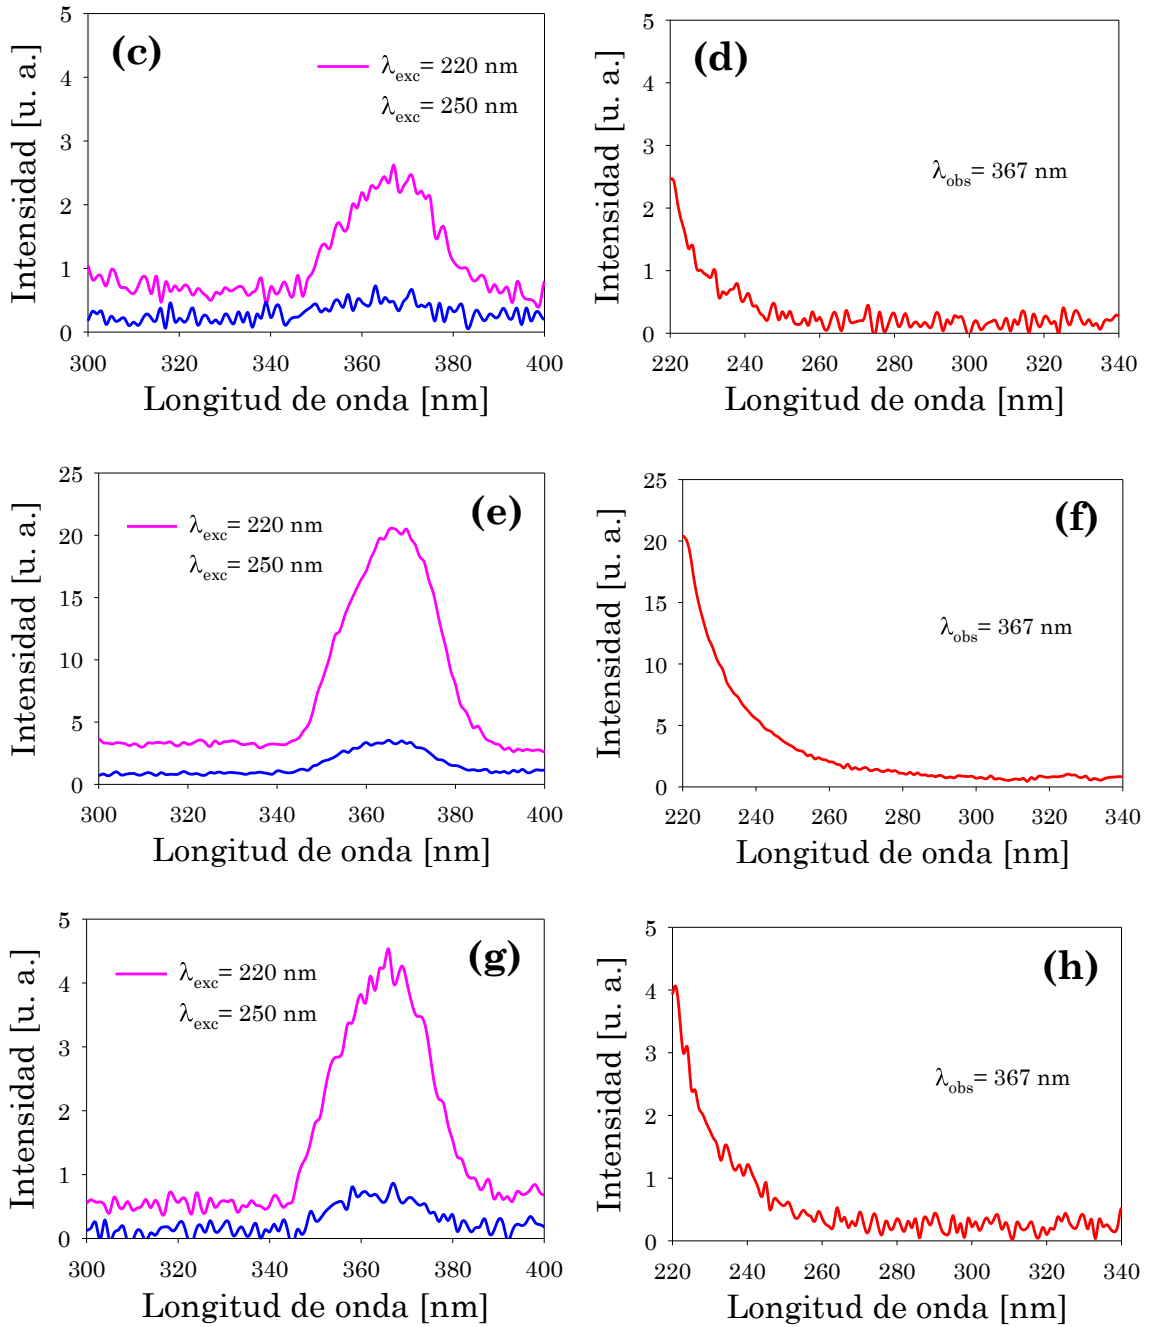 (c)
λexc= 220 nm
λexc= 250 nm
Intensidad [u. a.]
5
4
3
2
1
0
300 320 340 360 380 400
Longitud de onda [nm]
(d)
λobs= 367 nm
Intensidad [u. a.]
5
4
3
2
1
0
220 240 260 280 300 320 340
Longitud de onda [nm]
(e)
λexc= 220 nm
λexc= 250 nm
Intensidad [u. a.]
25
20
15
10
5
0
300 320 340 360 380 400
Longitud de onda [nm]
(f)
λobs= 367 nm
Intensidad [u. a.]
25
20
15
10
5
0
220 240 260 280 300 320 340
Longitud de onda [nm]
(g)
λexc= 220 nm
λexc= 250 nm
Intensidad [u. a.]
5
4
3
2
1
0
300 320 340 360 380 400
Longitud de onda [nm]
(h)
λobs= 367 nm
Intensidad [u. a.]
5
4
3
2
1
0
220 240 260 280 300 320 340
Longitud de onda [nm]